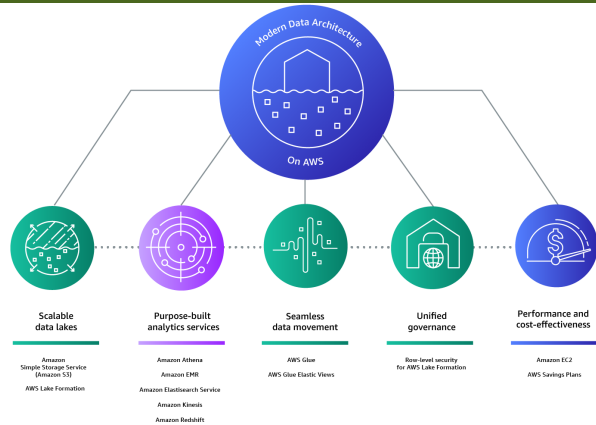 Modern Data Architecture
On AWS
Scalable
data lakes
Amazon
Simple Storage Service
(Amazon S3)
AWS Lake Formation
Purpose-built
analytics services
Amazon Athena
Amazon EMR
Amazon Elastisearch Service
Amazon Kinesis
Amazon Redshift
Seamless
data movement
AWS Glue
AWS Glue Elastic Views
Unified
governance
Row-level security
for AWS Lake Formation
Performance and
cost-effectiveness
Amazon EC2
AWS Savings Plans